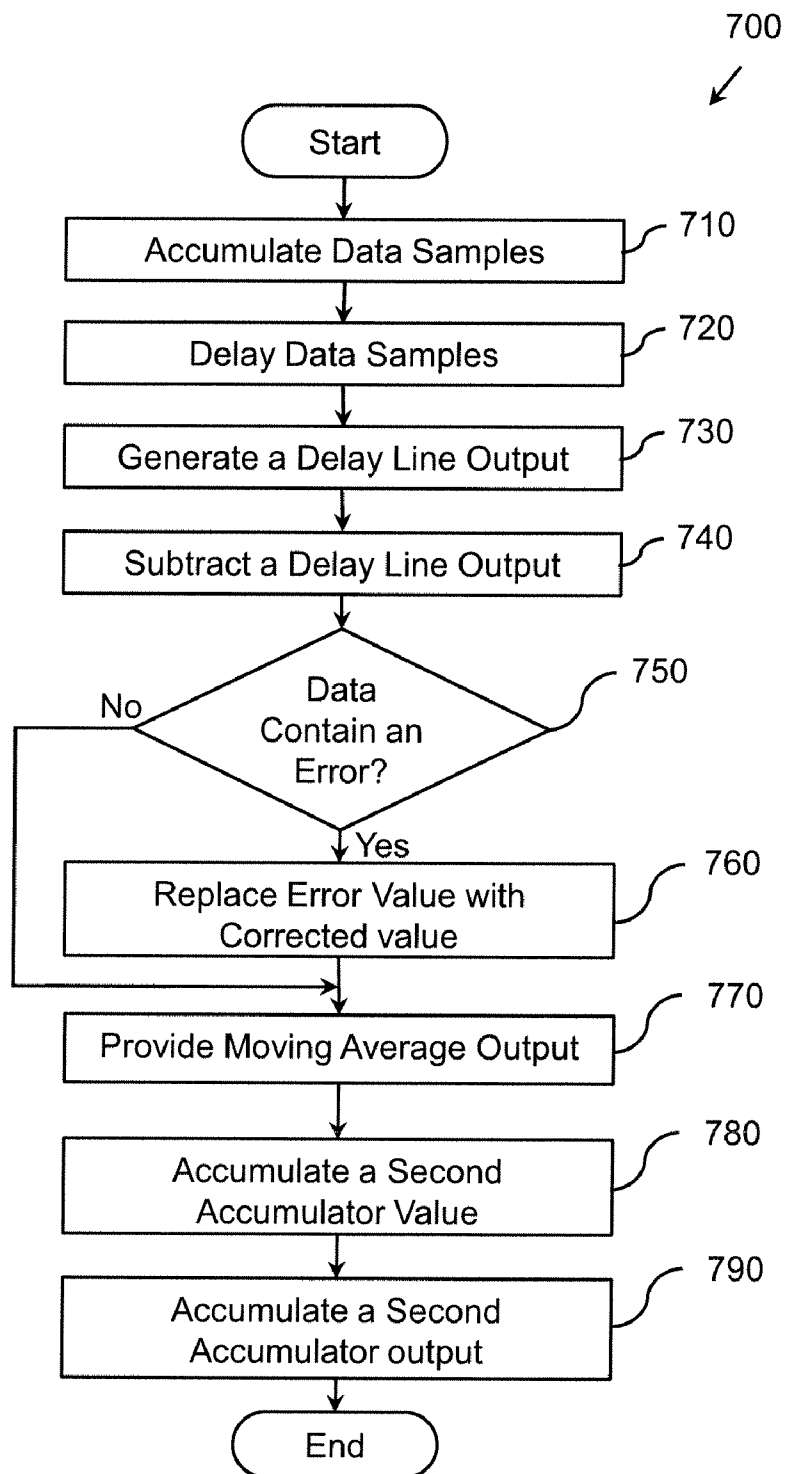 700
Start
Accumulate Data Samples
710
Delay Data Samples
720
Generate a Delay Line Output
730
Subtract a Delay Line Output
740
Data
Contain an
Error?
750
No
Yes
Replace Error Value with
Corrected value
760
Provide Moving Average Output
770
Accumulate a Second
Accumulator Value
780
Accumulate a Second
Accumulator output
790
End